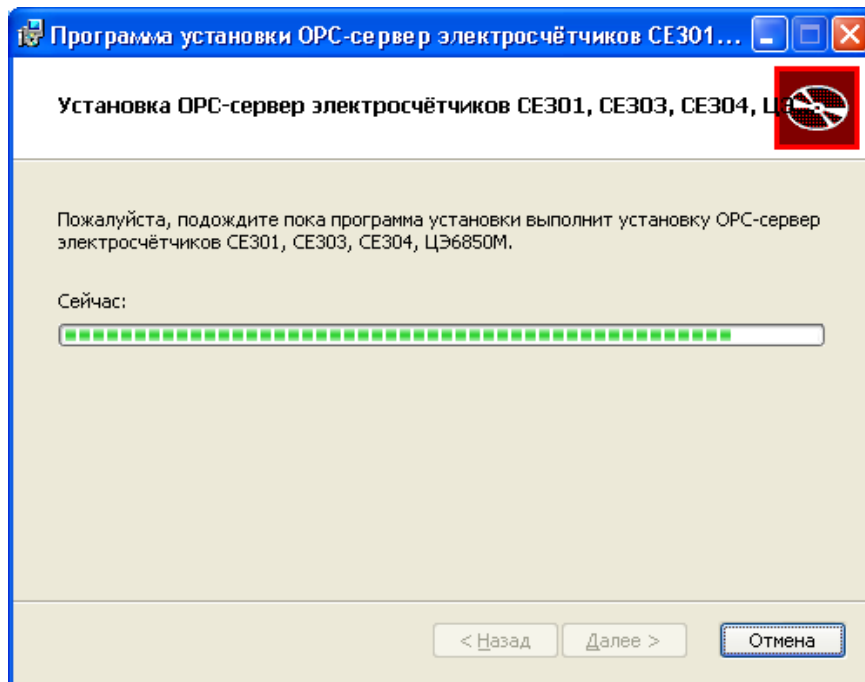 Программа установки OPC-сервер электросчётчиков CE301...
Установка OPC-сервер электросчётчиков CE301, CE303, CE304, ЦЭ...
Пожалуйста, подождите пока программа установки выполнит установку OPC-сервер
электросчётчиков CE301, CE303, CE304, ЦЭ6850М.
Сейчас:
< Назад
Далее >
Отмена